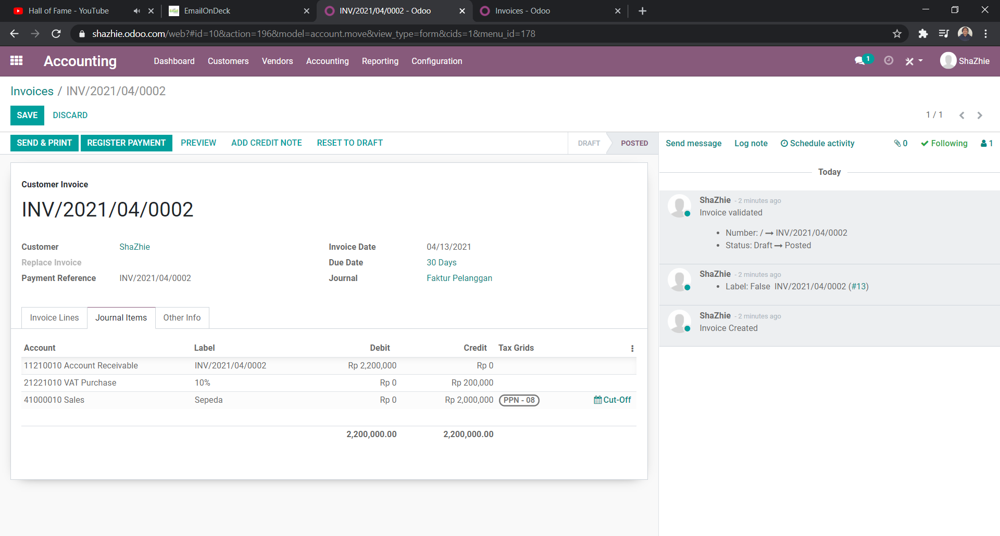 Hall of Fame - YouTube
EmailOnDeck
INV/2021/04/0002 - Odoo
Invoices - Odoo
shazhie.odoo.com/web?#id=10&action=196&model=account.move&view_type=form&cids=1&menu_id=178
Accounting
Dashboard Customers Vendors Accounting Reporting Configuration
1
ShaZhie
Invoices / INV/2021/04/0002
SAVE DISCARD
1 / 1
SEND & PRINT REGISTER PAYMENT PREVIEW ADD CREDIT NOTE RESET TO DRAFT
DRAFT POSTED
Send message Log note Schedule activity 0 Following 1
Customer Invoice
INV/2021/04/0002
Customer ShaZhie
Replace Invoice
Payment Reference INV/2021/04/0002
Invoice Date 04/13/2021
Due Date 30 Days
Journal Faktur Pelanggan
Invoice Lines Journal Items Other Info
Account Label Debit Credit Tax Grids
11210010 Account Receivable INV/2021/04/0002 Rp 2,200,000 Rp 0
21221010 VAT Purchase 10% Rp 0 Rp 200,000
41000010 Sales Sepeda Rp 0 Rp 2,000,000 PPN - 08 Cut-Off
2,200,000.00 2,200,000.00
Today
ShaZhie - 2 minutes ago
Invoice validated
• Number: / → INV/2021/04/0002
• Status: Draft → Posted
ShaZhie - 2 minutes ago
• Label: False INV/2021/04/0002 (#13)
ShaZhie - 2 minutes ago
Invoice Created